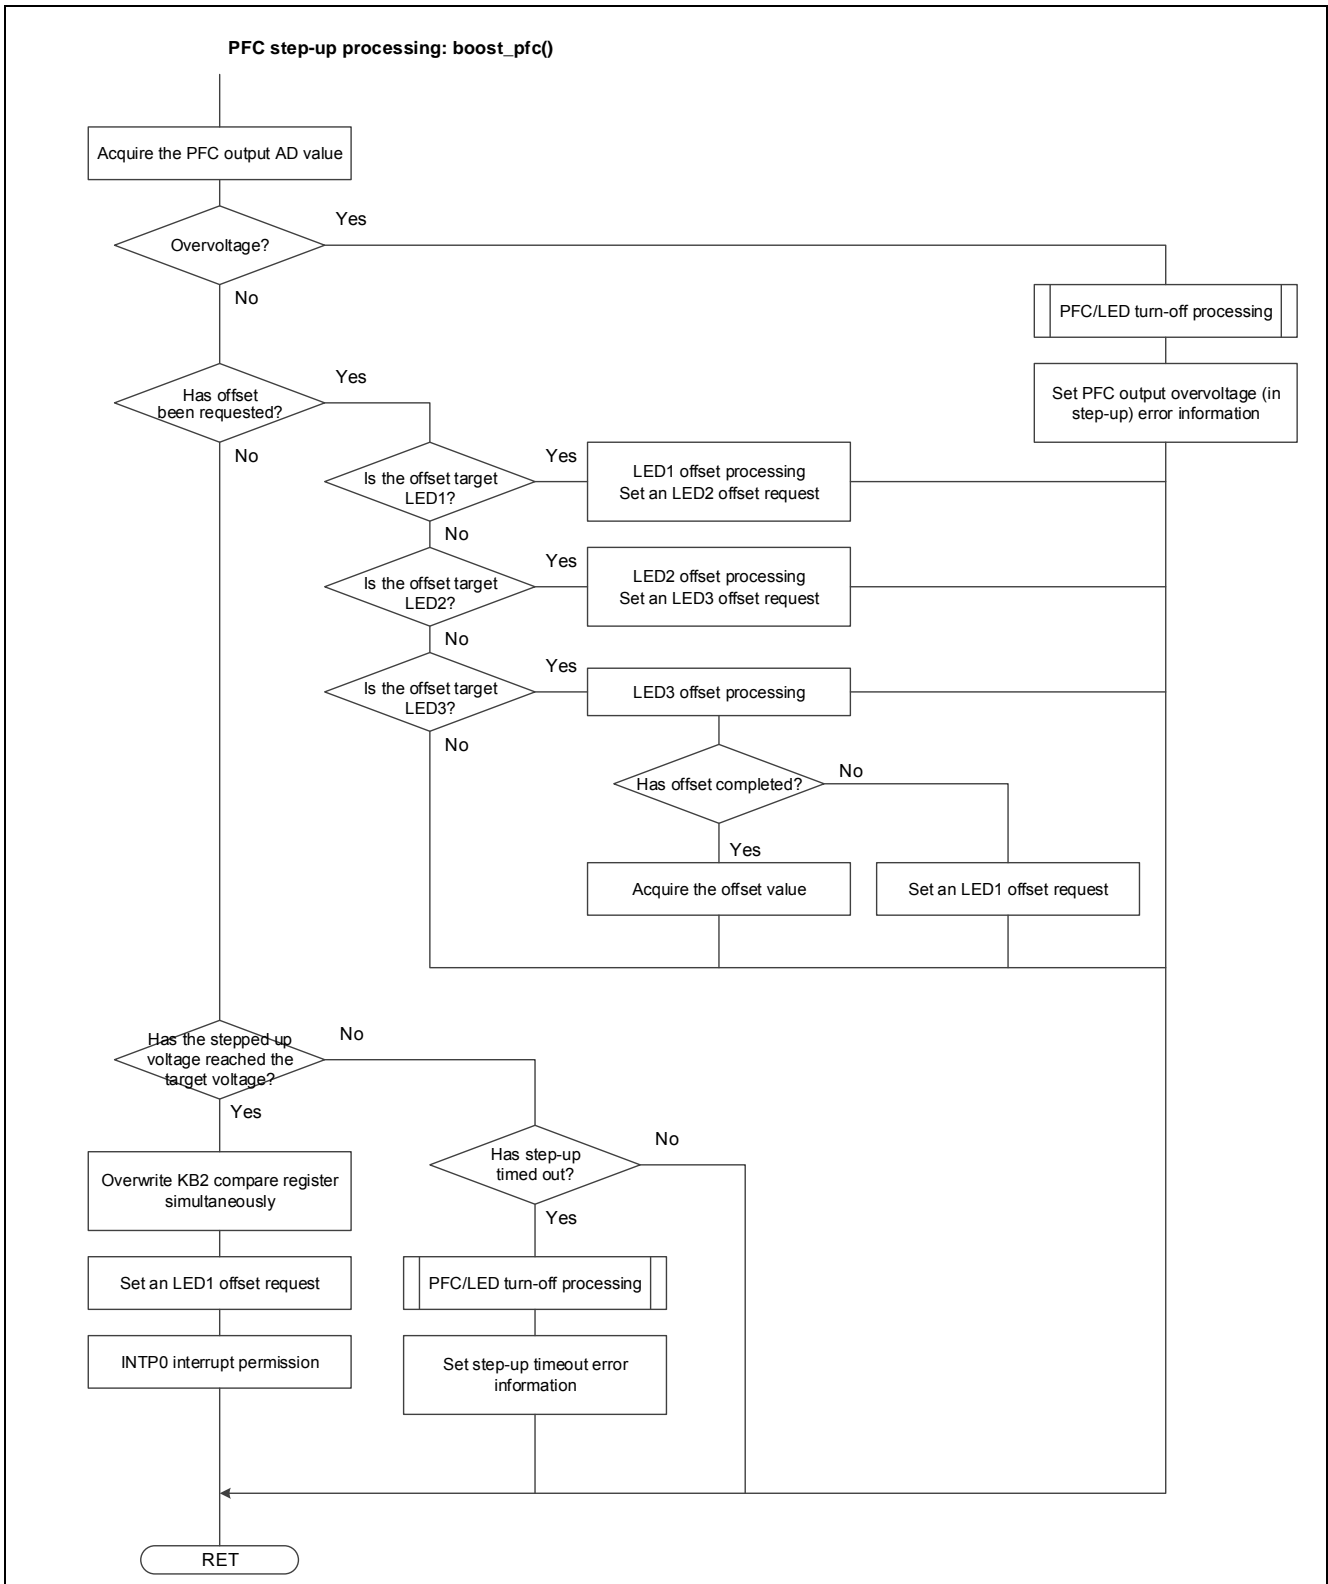 PFC step-up processing: boost_pfc()
Acquire the PFC output AD value
Yes
Overvoltage?
No
PFC/LED turn-off processing
Yes
Has offset
been requested?
Set PFC output overvoltage (in
step-up) error information
No
Yes
Is the offset target
LED1?
LED1 offset processing
Set an LED2 offset request
No
Yes
Is the offset target
LED2?
LED2 offset processing
Set an LED3 offset request
No
Yes
Is the offset target
LED3?
LED3 offset processing
No
Has offset completed?
No
Yes
Acquire the offset value
Set an LED1 offset request
Has the stepped up
voltage reached the
target voltage?
No
Yes
Has step-up
timed out?
No
Overwrite KB2 compare register
simultaneously
Yes
Set an LED1 offset request
PFC/LED turn-off processing
INTP0 interrupt permission
Set step-up timeout error
information
RET